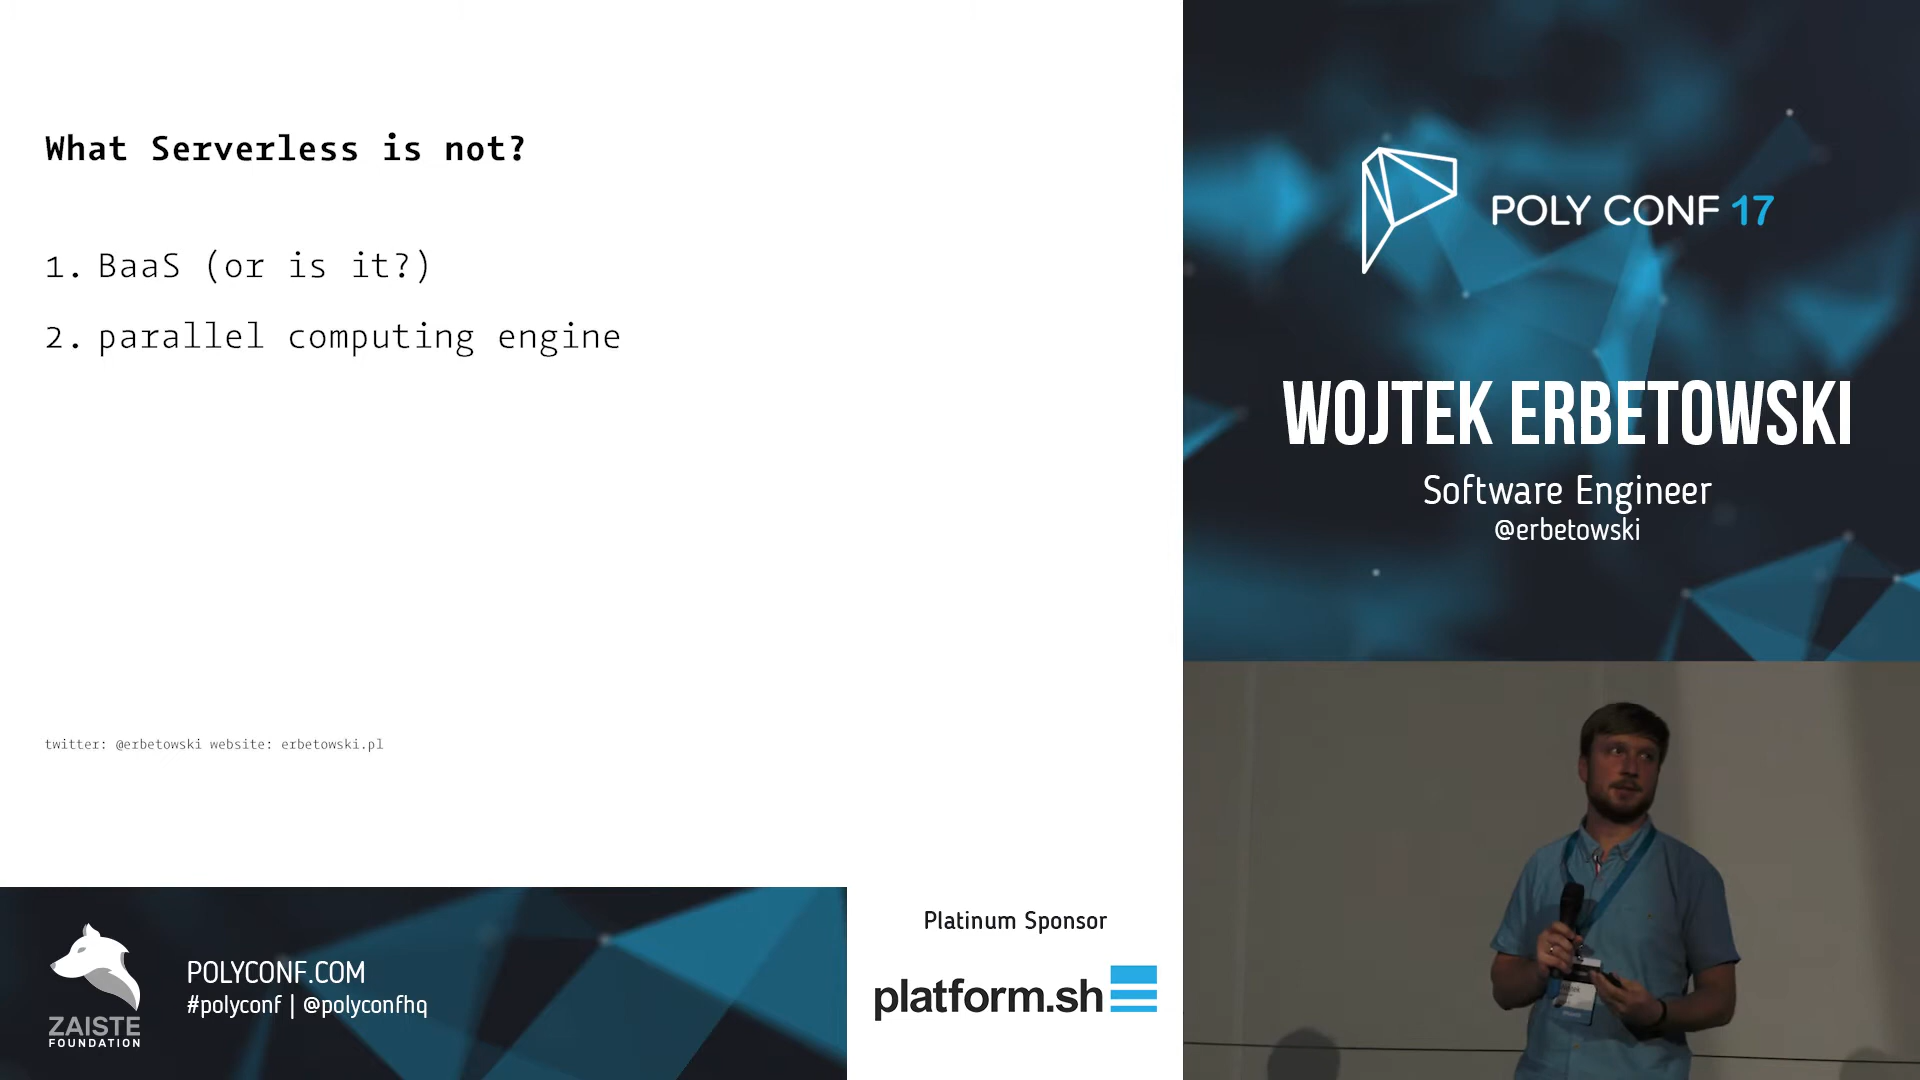 What Serverless is not?
1. BaaS (or is it?)
2. parallel computing engine
twitter: @erbetowski website: erbetowski.pl
POLY CONF 17
WOJTEK ERBETOWSKI
Software Engineer
@erbetowski
ZAISTE
FOUNDATION
POLYCONF.COM
#polyconf | @polyconfhq
Platinum Sponsor
platform.sh